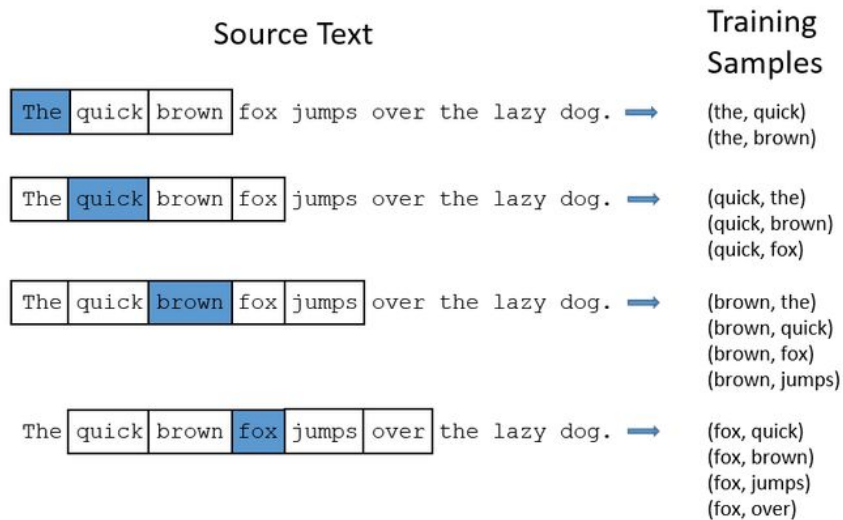 Source Text
Training
Samples
The quick brown fox jumps over the lazy dog.
(the, quick)
(the, brown)
The quick brown fox jumps over the lazy dog.
(quick, the)
(quick, brown)
(quick, fox)
The quick brown fox jumps over the lazy dog.
(brown, the)
(brown, quick)
(brown, fox)
(brown, jumps)
The quick brown fox jumps over the lazy dog.
(fox, quick)
(fox, brown)
(fox, jumps)
(fox, over)